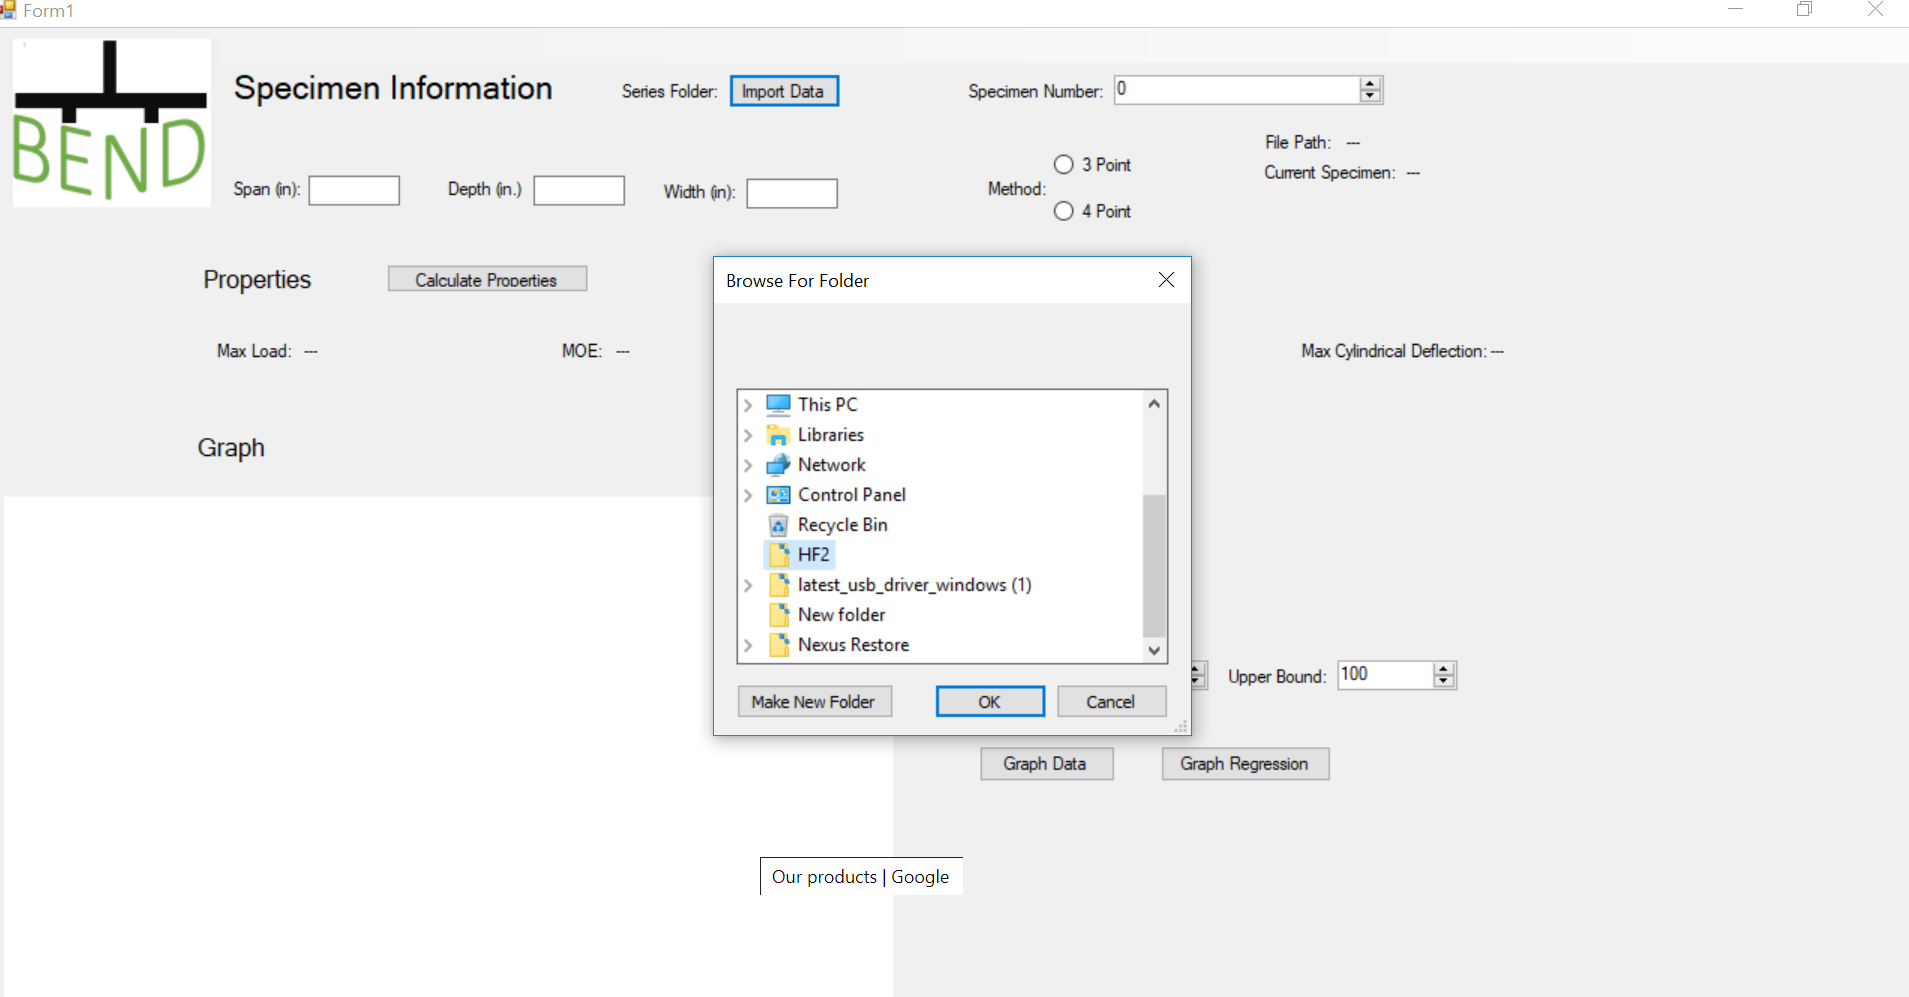 Form1
Specimen Information
Series Folder: Import Data
Specimen Number: 0
BEND
File Path: ---
Current Specimen: ---
Span (in):
Depth (in.)
Width (in):
Method:
3 Point
4 Point
Properties
Calculate Properties
Max Load: ---
MOE: ---
Max Cylindrical Deflection: ---
Graph
Browse For Folder
This PC
Libraries
Network
Control Panel
Recycle Bin
HF2
latest_usb_driver_windows (1)
New folder
Nexus Restore
Make New Folder
OK
Cancel
Upper Bound: 100
Graph Data
Graph Regression
Our products | Google